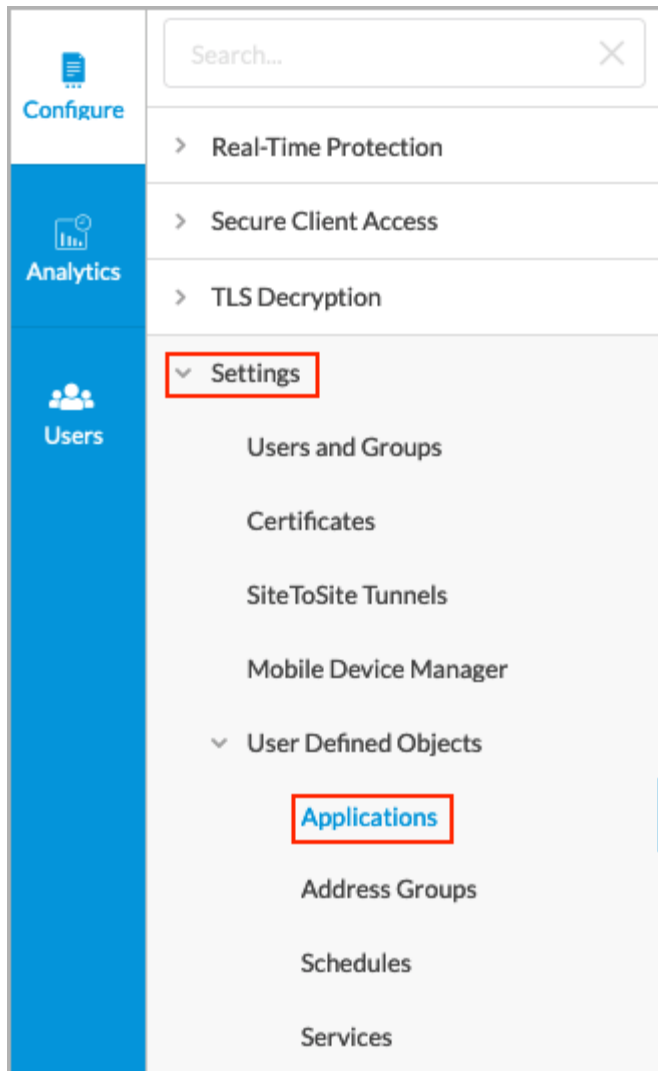 Configure
Analytics
Users
Search...
Real-Time Protection
Secure Client Access
TLS Decryption
Settings
Users and Groups
Certificates
SiteToSite Tunnels
Mobile Device Manager
User Defined Objects
Applications
Address Groups
Schedules
Services